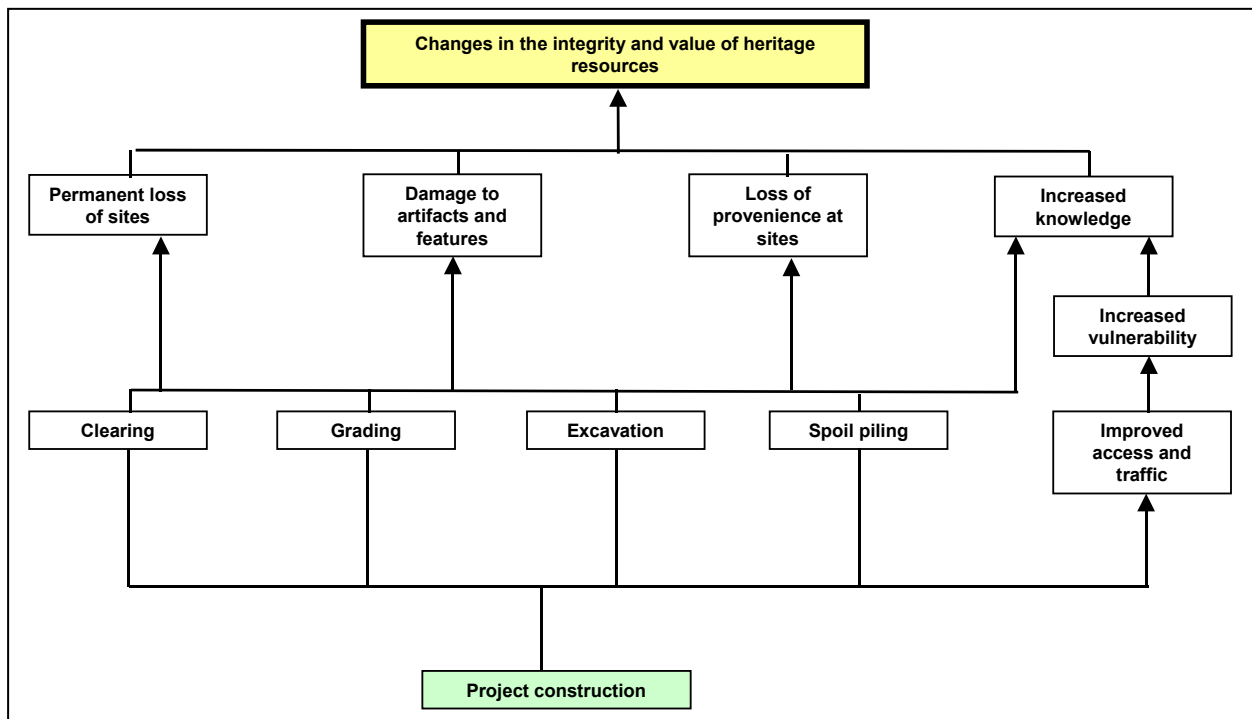 Changes in the integrity and value of heritage
resources
Permanent loss
of sites
Damage to
artifacts and
features
Loss of
provenience at
sites
Increased
knowledge
Increased
vulnerability
Clearing
Grading
Excavation
Spoil piling
Improved
access and
traffic
Project construction